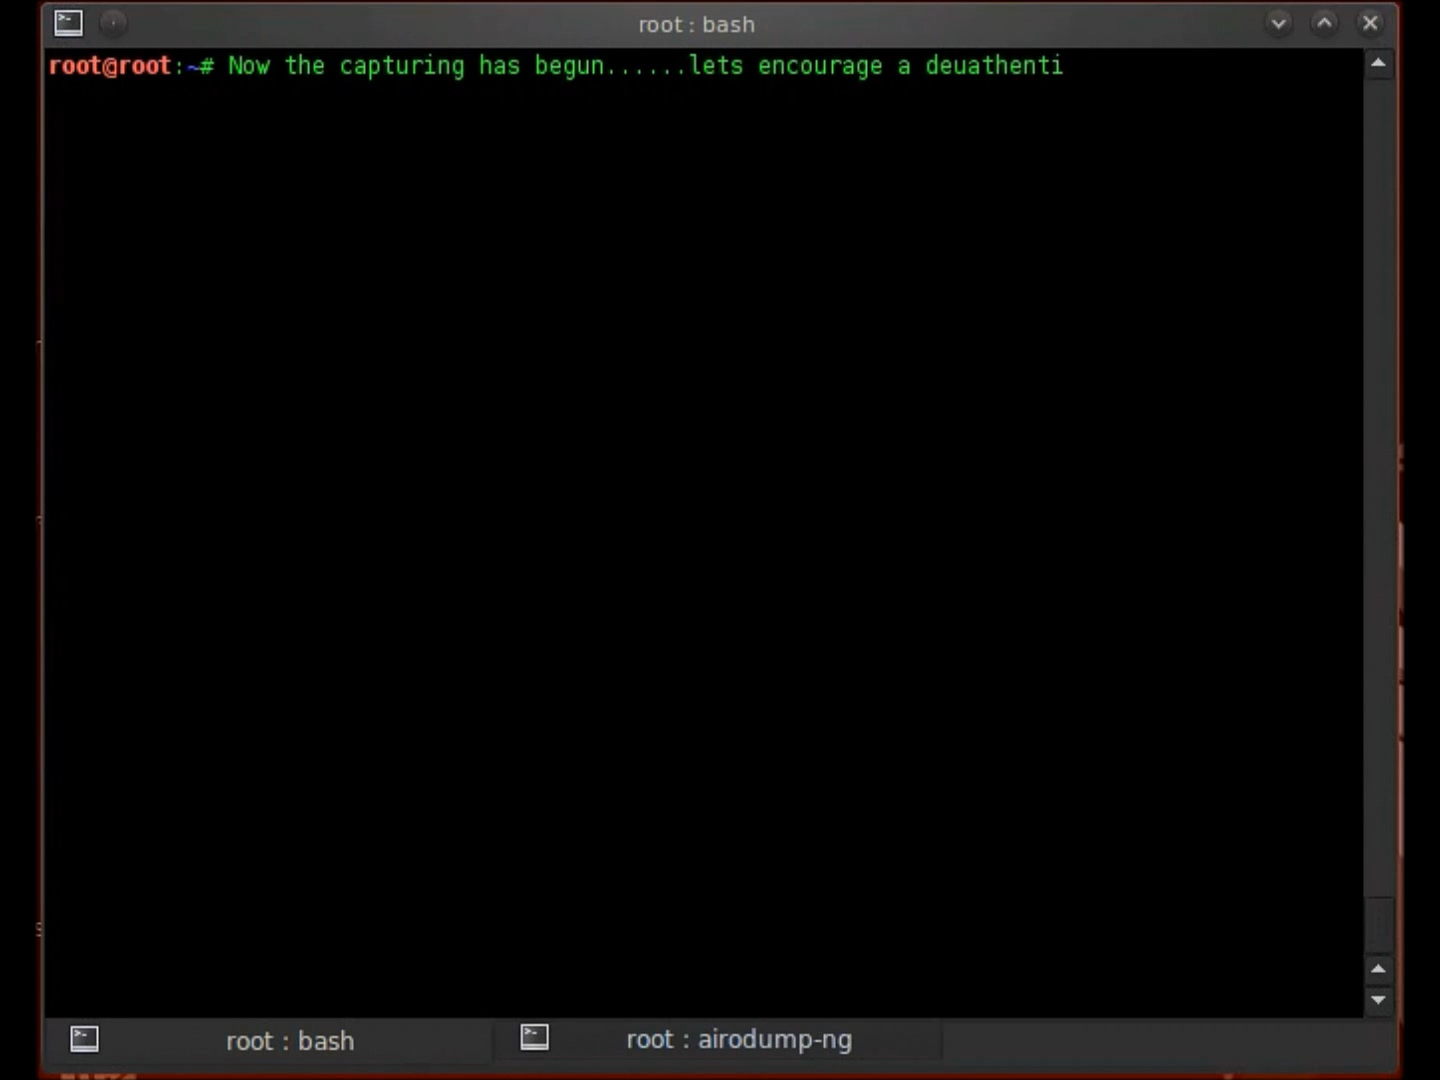 root : bash
root@root:~# Now the capturing has begun......lets encourage a deuathenti
root : bash
root : airodump-ng